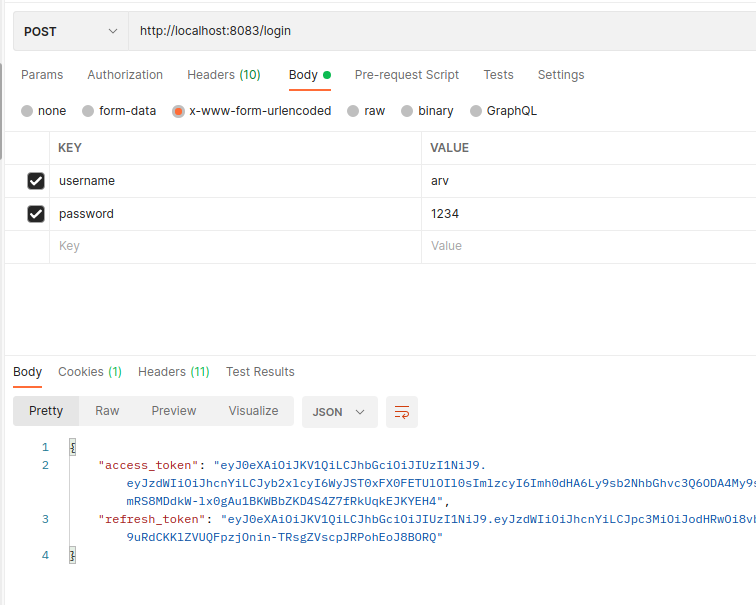 POST http://localhost:8083/login
Params Authorization Headers (10) Body Pre-request Script Tests Settings
none form-data x-www-form-urlencoded raw binary GraphQL
KEY VALUE
username arv
password 1234
Key Value
Body Cookies (1) Headers (11) Test Results
Pretty Raw Preview Visualize JSON
1 {
2 "access_token": "eyJ0eXAiOiJKV1QiLCJhbGciOiJIUzI1NiJ9.
eyJzdWIiOiJhcnYiLCJyb2xlcyI6WyJST0xFX0FETUlOIl0sImlzcyI6Imh0dHA6Ly9sb2NhbGhvc3Q6ODA4My9s
mRS8MDdkW-lx0gAu1BKWBbZKD4S4Z7fRkUqkEJKYEH4",
3 "refresh_token": "eyJ0eXAiOiJKV1QiLCJhbGciOiJIUzI1NiJ9.eyJzdWIiOiJhcnYiLCJpc3MiOiJodHRwOi8vb
9uRdCKKlZVUQFpzjOnin-TRsgZVscpJRPohEoJ8BORQ"
4 }